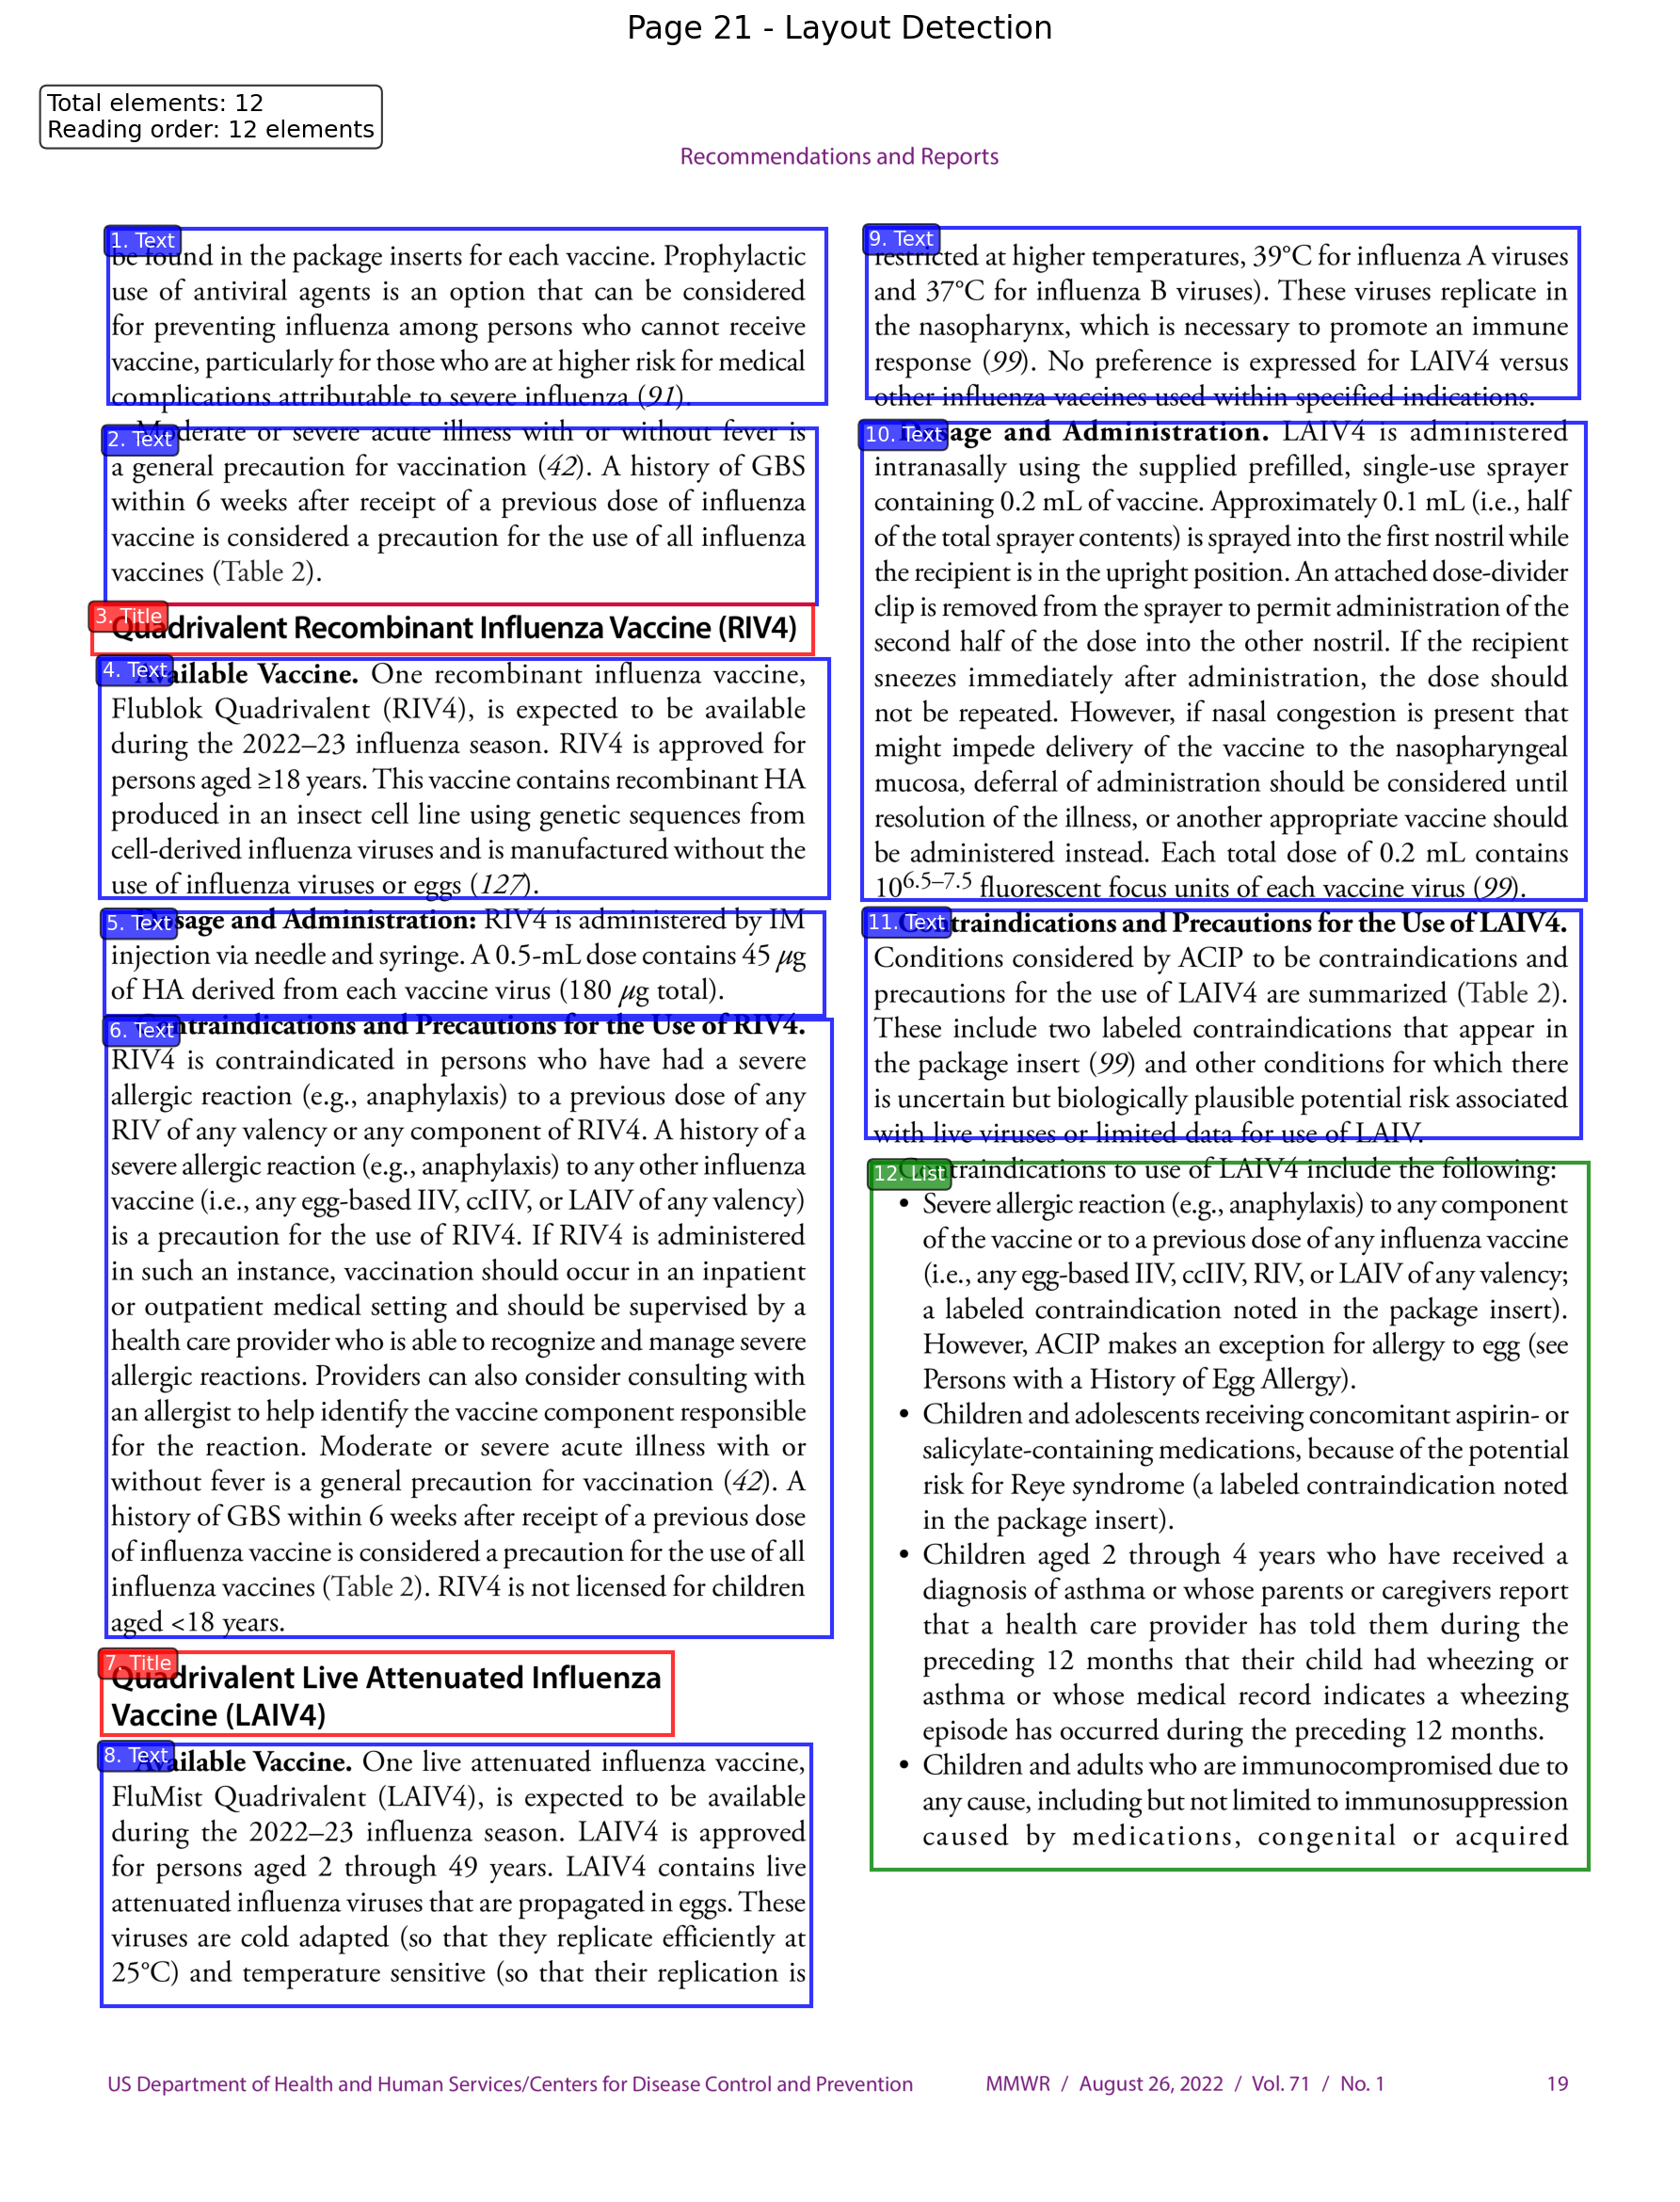 Page 21 - Layout Detection
Total elements: 12
Reading order: 12 elements
Recommendations and Reports
1. Text
be found in the package inserts for each vaccine. Prophylactic
use of antiviral agents is an option that can be considered
for preventing influenza among persons who cannot receive
vaccine, particularly for those who are at higher risk for medical
complications attributable to severe influenza (91).
2. Text
Moderate or severe acute illness with or without fever is
a general precaution for vaccination (42). A history of GBS
within 6 weeks after receipt of a previous dose of influenza
vaccine is considered a precaution for the use of all influenza
vaccines (Table 2).
3. Title
Quadrivalent Recombinant Influenza Vaccine (RIV4)
4. Text
Available Vaccine. One recombinant influenza vaccine,
Flublok Quadrivalent (RIV4), is expected to be available
during the 2022–23 influenza season. RIV4 is approved for
persons aged ≥18 years. This vaccine contains recombinant HA
produced in an insect cell line using genetic sequences from
cell-derived influenza viruses and is manufactured without the
use of influenza viruses or eggs (127).
5. Text
Dosage and Administration: RIV4 is administered by IM
injection via needle and syringe. A 0.5-mL dose contains 45 µg
of HA derived from each vaccine virus (180 µg total).
6. Text
Contraindications and Precautions for the Use of RIV4.
RIV4 is contraindicated in persons who have had a severe
allergic reaction (e.g., anaphylaxis) to a previous dose of any
RIV of any valency or any component of RIV4. A history of a
severe allergic reaction (e.g., anaphylaxis) to any other influenza
vaccine (i.e., any egg-based IIV, ccIIV, or LAIV of any valency)
is a precaution for the use of RIV4. If RIV4 is administered
in such an instance, vaccination should occur in an inpatient
or outpatient medical setting and should be supervised by a
health care provider who is able to recognize and manage severe
allergic reactions. Providers can also consider consulting with
an allergist to help identify the vaccine component responsible
for the reaction. Moderate or severe acute illness with or
without fever is a general precaution for vaccination (42). A
history of GBS within 6 weeks after receipt of a previous dose
of influenza vaccine is considered a precaution for the use of all
influenza vaccines (Table 2). RIV4 is not licensed for children
aged <18 years.
7. Title
Quadrivalent Live Attenuated Influenza
Vaccine (LAIV4)
8. Text
Available Vaccine. One live attenuated influenza vaccine,
FluMist Quadrivalent (LAIV4), is expected to be available
during the 2022–23 influenza season. LAIV4 is approved
for persons aged 2 through 49 years. LAIV4 contains live
attenuated influenza viruses that are propagated in eggs. These
viruses are cold adapted (so that they replicate efficiently at
25°C) and temperature sensitive (so that their replication is
9. Text
restricted at higher temperatures, 39°C for influenza A viruses
and 37°C for influenza B viruses). These viruses replicate in
the nasopharynx, which is necessary to promote an immune
response (99). No preference is expressed for LAIV4 versus
other influenza vaccines used within specified indications.
10. Text
Dosage and Administration. LAIV4 is administered
intranasally using the supplied prefilled, single-use sprayer
containing 0.2 mL of vaccine. Approximately 0.1 mL (i.e., half
of the total sprayer contents) is sprayed into the first nostril while
the recipient is in the upright position. An attached dose-divider
clip is removed from the sprayer to permit administration of the
second half of the dose into the other nostril. If the recipient
sneezes immediately after administration, the dose should
not be repeated. However, if nasal congestion is present that
might impede delivery of the vaccine to the nasopharyngeal
mucosa, deferral of administration should be considered until
resolution of the illness, or another appropriate vaccine should
be administered instead. Each total dose of 0.2 mL contains
10^6.5–7.5 fluorescent focus units of each vaccine virus (99).
11. Text
Contraindications and Precautions for the Use of LAIV4.
Conditions considered by ACIP to be contraindications and
precautions for the use of LAIV4 are summarized (Table 2).
These include two labeled contraindications that appear in
the package insert (99) and other conditions for which there
is uncertain but biologically plausible potential risk associated
with live viruses or limited data for use of LAIV.
12. List
Contraindications to use of LAIV4 include the following:
• Severe allergic reaction (e.g., anaphylaxis) to any component
of the vaccine or to a previous dose of any influenza vaccine
(i.e., any egg-based IIV, ccIIV, RIV, or LAIV of any valency;
a labeled contraindication noted in the package insert).
However, ACIP makes an exception for allergy to egg (see
Persons with a History of Egg Allergy).
• Children and adolescents receiving concomitant aspirin- or
salicylate-containing medications, because of the potential
risk for Reye syndrome (a labeled contraindication noted
in the package insert).
• Children aged 2 through 4 years who have received a
diagnosis of asthma or whose parents or caregivers report
that a health care provider has told them during the
preceding 12 months that their child had wheezing or
asthma or whose medical record indicates a wheezing
episode has occurred during the preceding 12 months.
• Children and adults who are immunocompromised due to
any cause, including but not limited to immunosuppression
caused by medications, congenital or acquired
US Department of Health and Human Services/Centers for Disease Control and Prevention MMWR / August 26, 2022 / Vol. 71 / No. 1 19